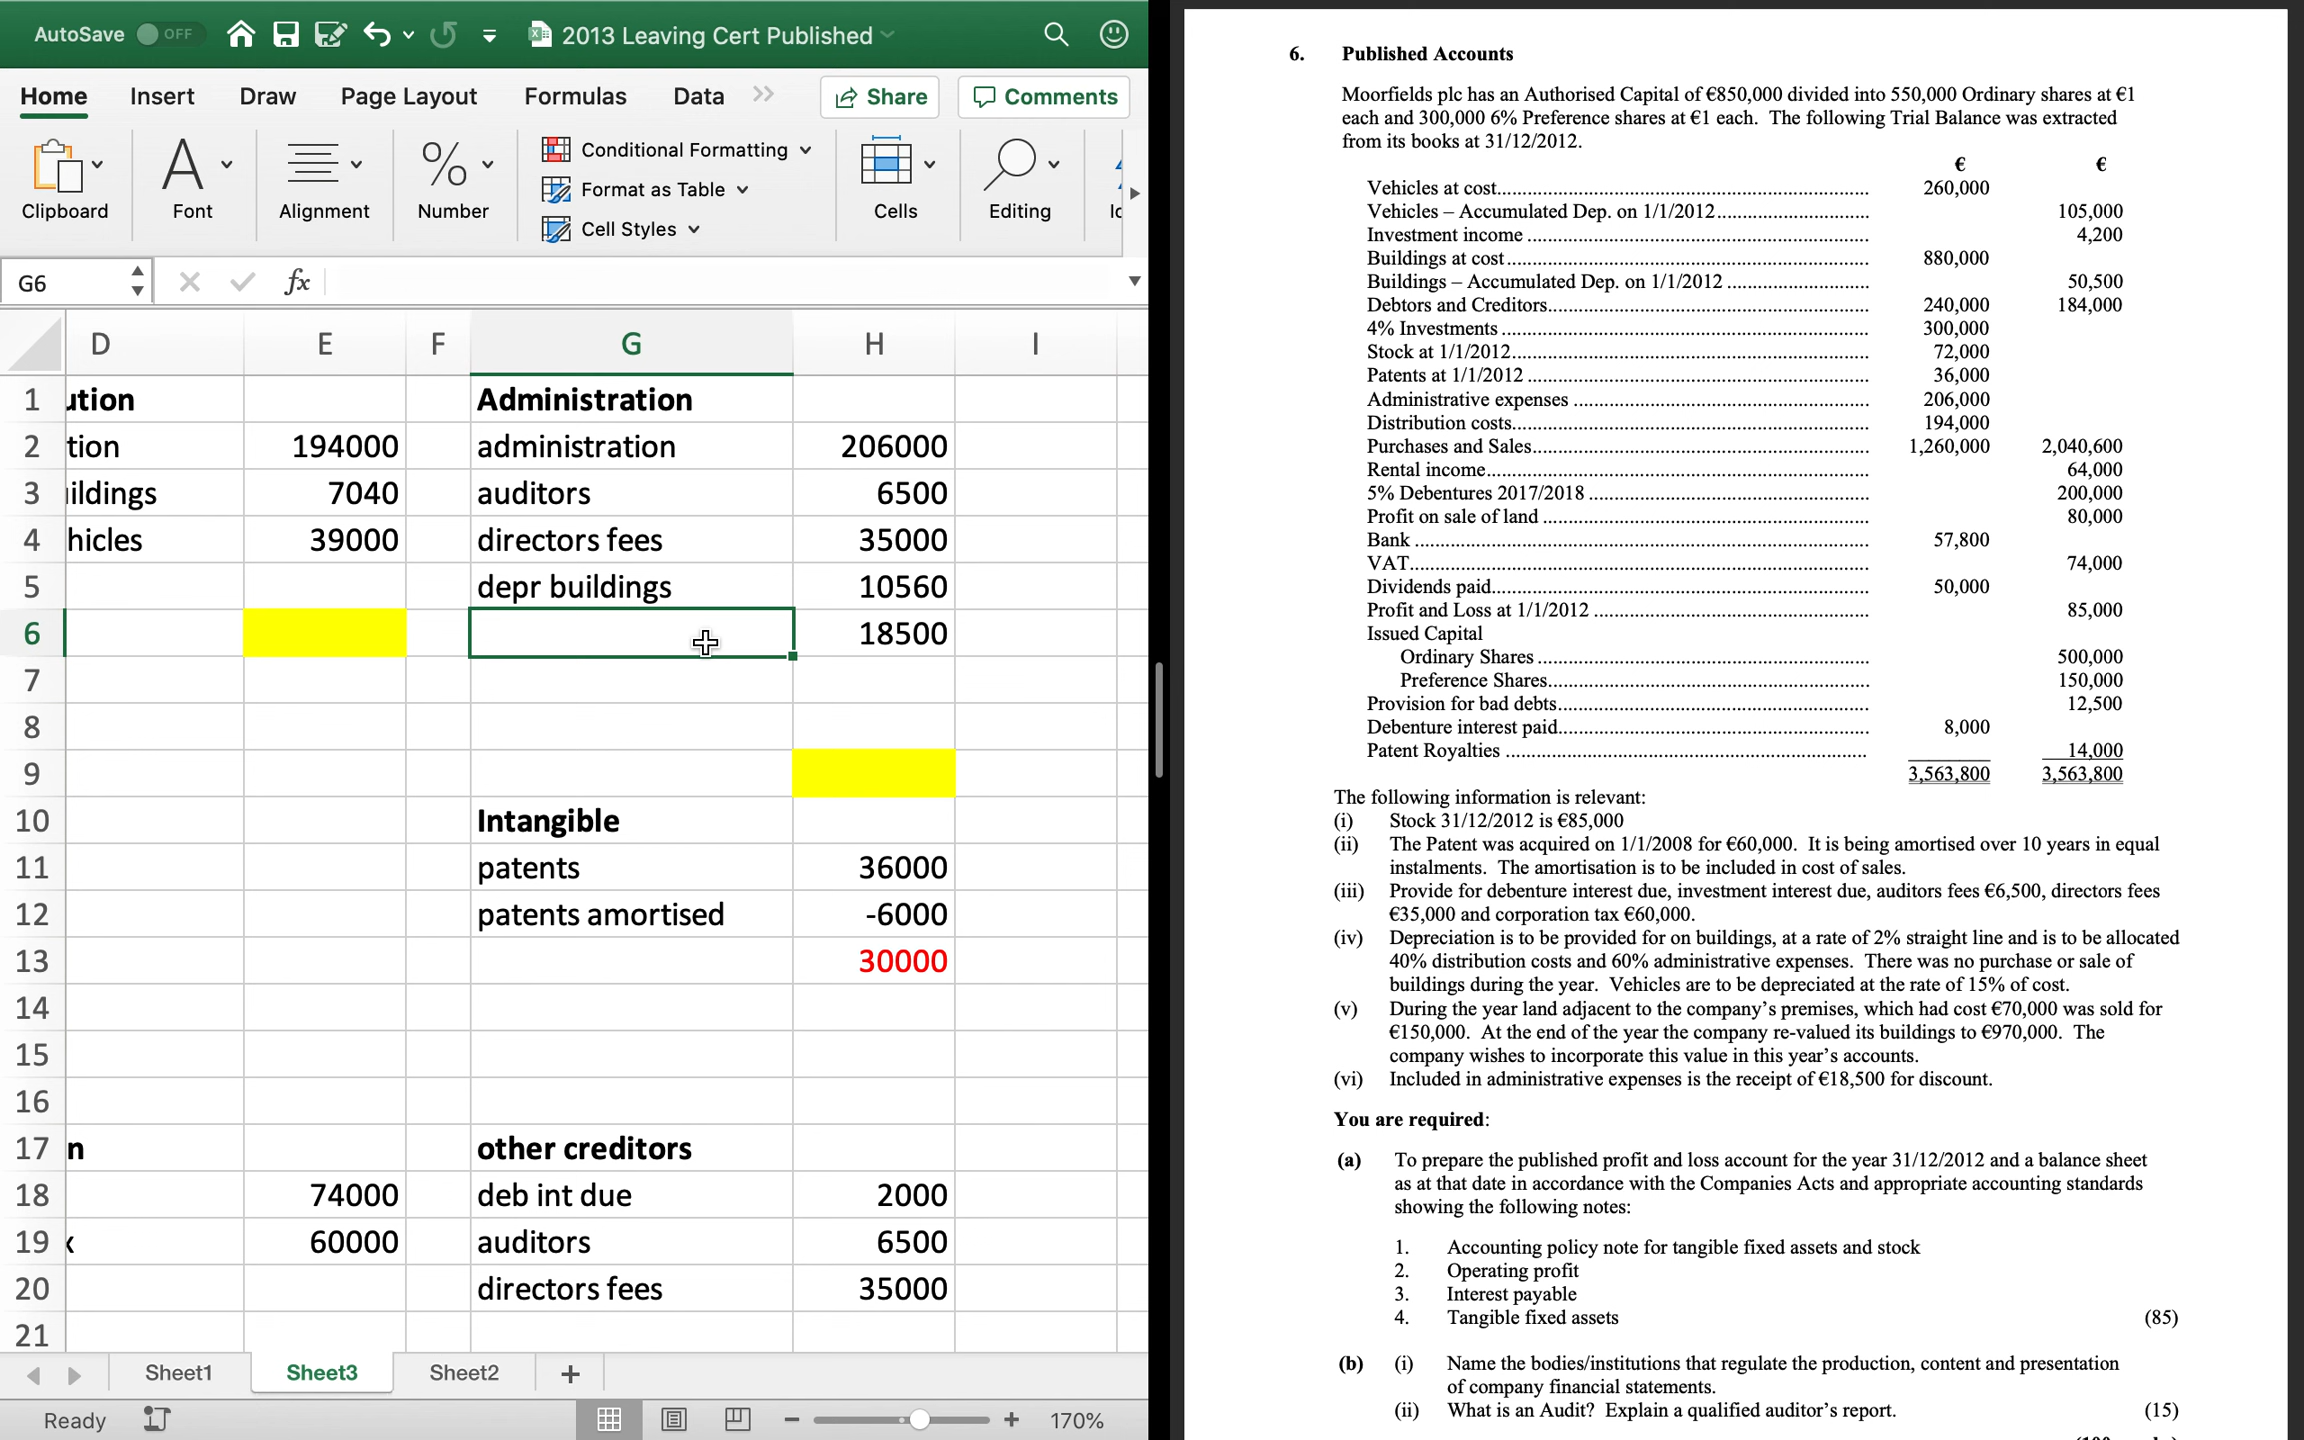 AutoSave OFF 2013 Leaving Cert Published
Home Insert Draw Page Layout Formulas Data Share Comments
Clipboard Font Alignment Number
Conditional Formatting
Format as Table
Cell Styles
Cells Editing
G6 fx
D E F G H I
1 ution Administration
2 tion 194000 administration 206000
3 ildings 7040 auditors 6500
4 hicles 39000 directors fees 35000
5 depr buildings 10560
6 18500
7
8
9
10 Intangible
11 patents 36000
12 patents amortised -6000
13 30000
14
15
16
17 n other creditors
18 74000 deb int due 2000
19 x 60000 auditors 6500
20 directors fees 35000
21
Sheet1 Sheet3 Sheet2 +
Ready 170%
6. Published Accounts
Moorfields plc has an Authorised Capital of €850,000 divided into 550,000 Ordinary shares at €1
each and 300,000 6% Preference shares at €1 each. The following Trial Balance was extracted
from its books at 31/12/2012.
€ €
Vehicles at cost 260,000
Vehicles – Accumulated Dep. on 1/1/2012 105,000
Investment income 4,200
Buildings at cost 880,000
Buildings – Accumulated Dep. on 1/1/2012 50,500
Debtors and Creditors 240,000 184,000
4% Investments 300,000
Stock at 1/1/2012 72,000
Patents at 1/1/2012 36,000
Administrative expenses 206,000
Distribution costs 194,000
Purchases and Sales 1,260,000 2,040,600
Rental income 64,000
5% Debentures 2017/2018 200,000
Profit on sale of land 80,000
Bank 57,800
VAT 74,000
Dividends paid 50,000
Profit and Loss at 1/1/2012 85,000
Issued Capital
Ordinary Shares 500,000
Preference Shares 150,000
Provision for bad debts 12,500
Debenture interest paid 8,000
Patent Royalties 14,000
3,563,800 3,563,800
The following information is relevant:
(i) Stock 31/12/2012 is €85,000
(ii) The Patent was acquired on 1/1/2008 for €60,000. It is being amortised over 10 years in equal
instalments. The amortisation is to be included in cost of sales.
(iii) Provide for debenture interest due, investment interest due, auditors fees €6,500, directors fees
€35,000 and corporation tax €60,000.
(iv) Depreciation is to be provided for on buildings, at a rate of 2% straight line and is to be allocated
40% distribution costs and 60% administrative expenses. There was no purchase or sale of
buildings during the year. Vehicles are to be depreciated at the rate of 15% of cost.
(v) During the year land adjacent to the company's premises, which had cost €70,000 was sold for
€150,000. At the end of the year the company re-valued its buildings to €970,000. The
company wishes to incorporate this value in this year's accounts.
(vi) Included in administrative expenses is the receipt of €18,500 for discount.
You are required:
(a) To prepare the published profit and loss account for the year 31/12/2012 and a balance sheet
as at that date in accordance with the Companies Acts and appropriate accounting standards
showing the following notes:
1. Accounting policy note for tangible fixed assets and stock
2. Operating profit
3. Interest payable
4. Tangible fixed assets (85)
(b) (i) Name the bodies/institutions that regulate the production, content and presentation
of company financial statements.
(ii) What is an Audit? Explain a qualified auditor's report. (15)